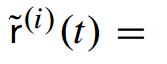 r̃⁽ⁱ⁾(t) =